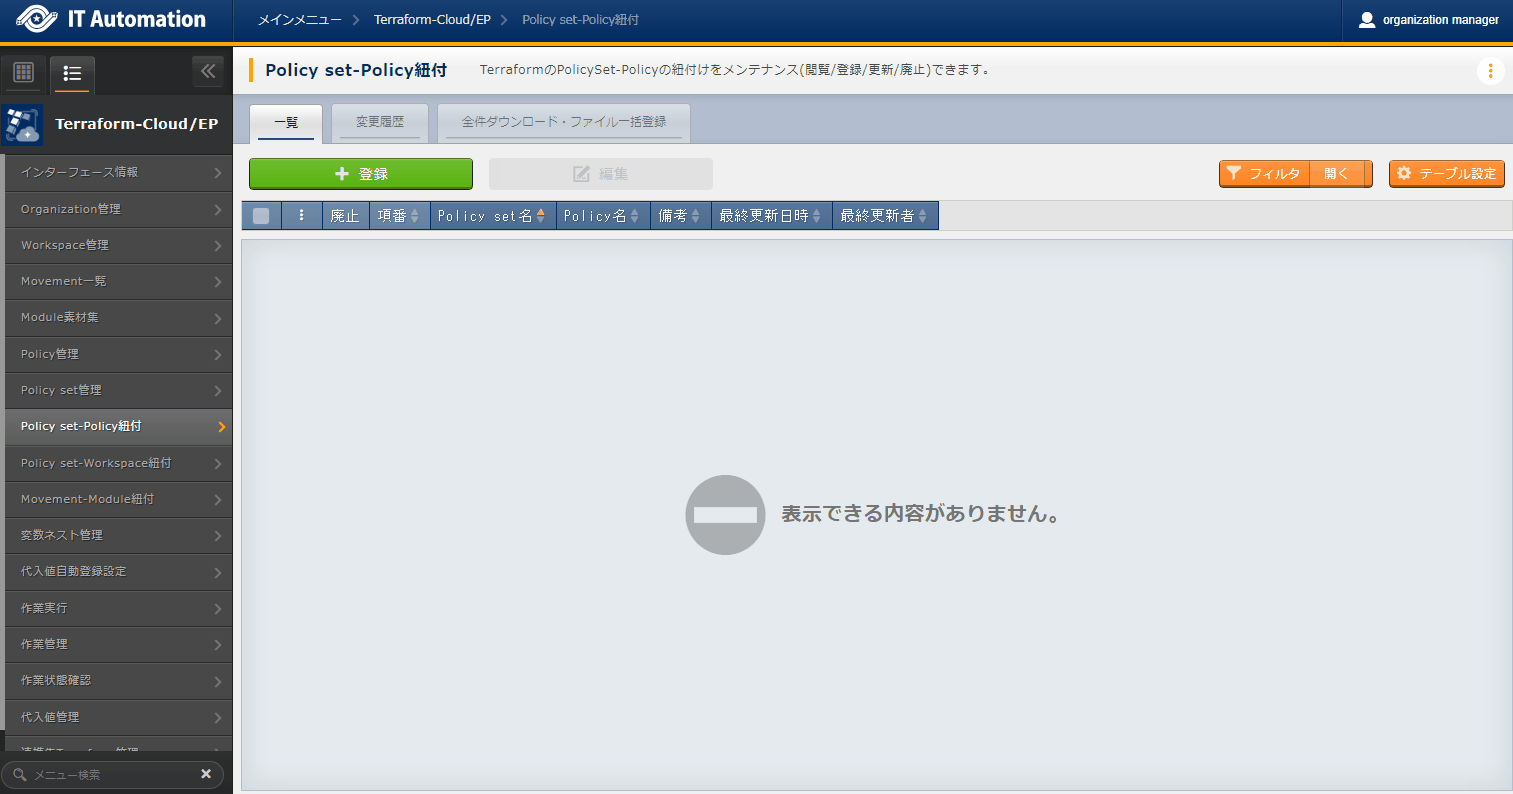 IT Automation
メインメニュー
Terraform-Cloud/EP
Policy set-Policy紐付
organization manager
Terraform-Cloud/EP
インターフェース情報
Organization管理
Workspace管理
Movement一覧
Module素材集
Policy管理
Policy set管理
Policy set-Policy紐付
Policy set-Workspace紐付
Movement-Module紐付
変数ネスト管理
代入値自動登録設定
作業実行
作業管理
作業状態確認
代入値管理
メニュー検索
Policy set-Policy紐付
TerraformのPolicySet-Policyの紐付けをメンテナンス(閲覧/登録/更新/廃止)できます。
一覧 変更履歴 全件ダウンロード・ファイル一括登録
登録 編集 フィルタ 開く テーブル設定
廃止 項番 Policy set名 Policy名 備考 最終更新日時 最終更新者
表示できる内容がありません。